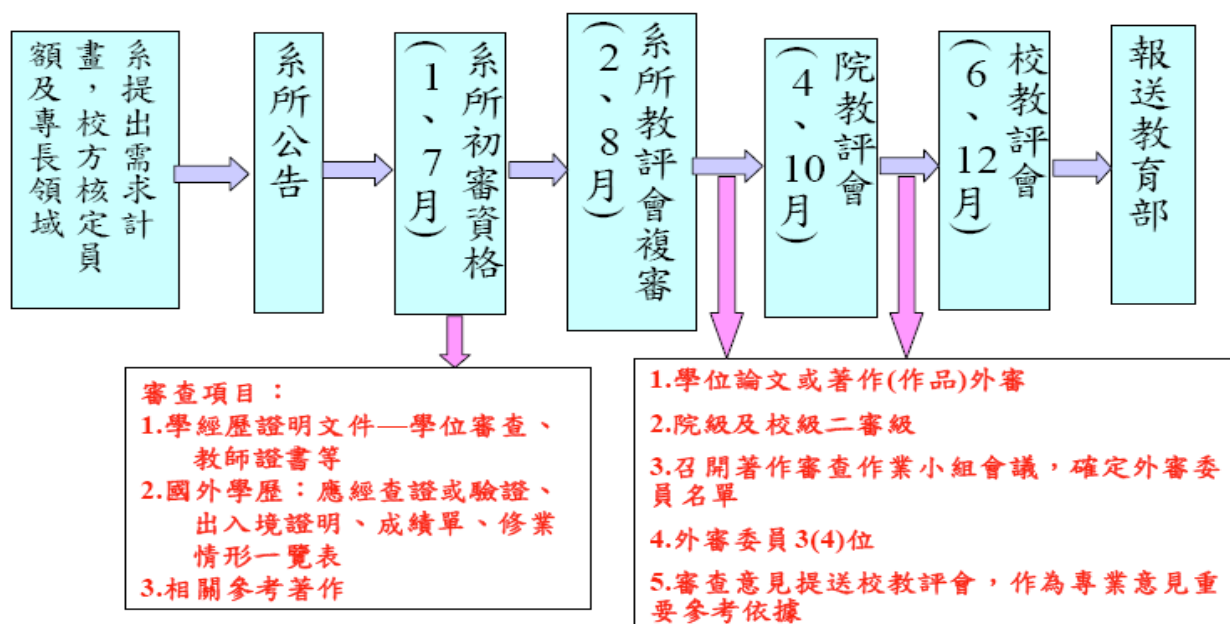 系提出需求計
畫，校方核定員
額及專長領域
系所公告
系所初審資格
(1、7月)
系所教評會複審
(2、8月)
院教評會
(4、10月)
校教評會
(6、12月)
報送教育部
審查項目：
1.學經歷證明文件—學位審查、
教師證書等
2.國外學歷：應經查證或驗證、
出入境證明、成績單、修業
情形一覽表
3.相關參考著作
1.學位論文或著作(作品)外審
2.院級及校級二審級
3.召開著作審查作業小組會議，確定外審委
員名單
4.外審委員3(4)位
5.審查意見提送校教評會，作為專業意見重
要參考依據